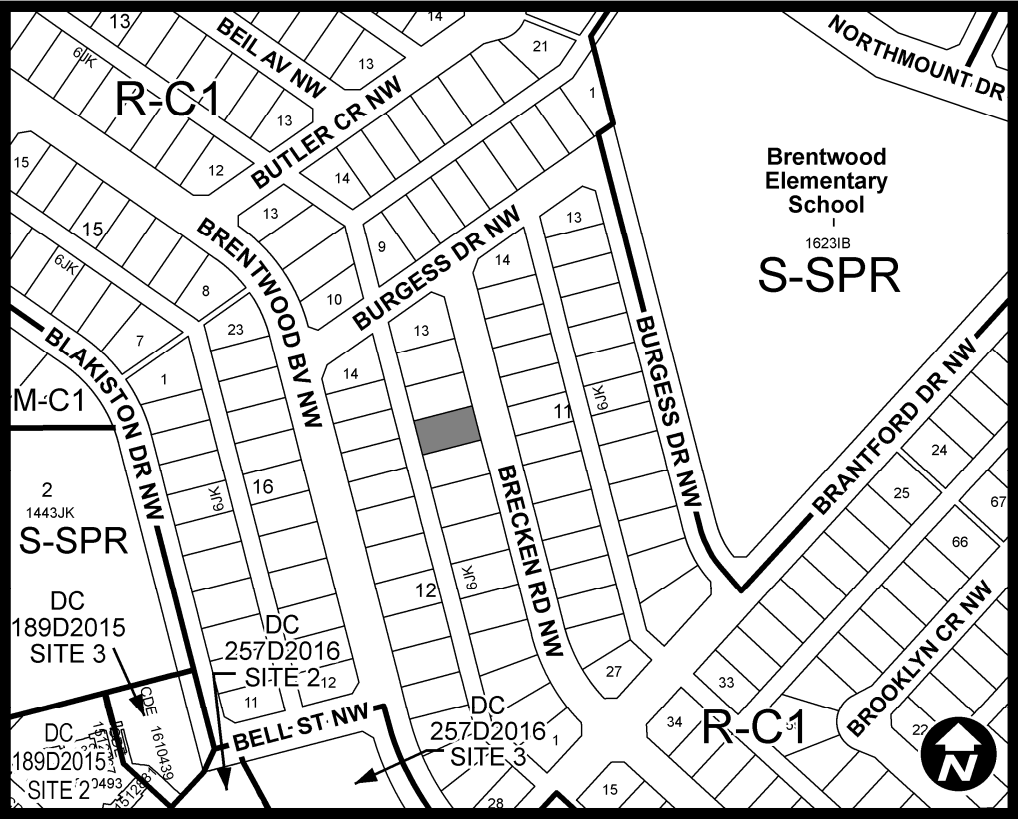 13
14
BEIL AV NW
6JK
13
21
NORTHMOUNT DR
R-C1
BUTLER CR NW
1
13
15
12
14
Brentwood
Elementary
School
1623IB
S-SPR
15
13
BRENTWOOD BV NW
9
BURGESS DR NW
13
6JK
14
8
10
23
13
7
BLAKISTON DR NW
1
14
BURGESS DR NW
M-C1
11
6JK
BRANTFORD DR NW
24
2
1443JK
S-SPR
6JK
16
BRECKEN RD NW
25
67
66
12
6JK
DC
189D2015
SITE 3
DC
257D2016
SITE 2
12
BROOKLYN CR NW
27
33
11
BELL ST NW
DC
257D2016
SITE 3
1
34
R-C1
22
CDE
1610439
DC
189D2015
SITE 2
0493
1512881
28
15
N